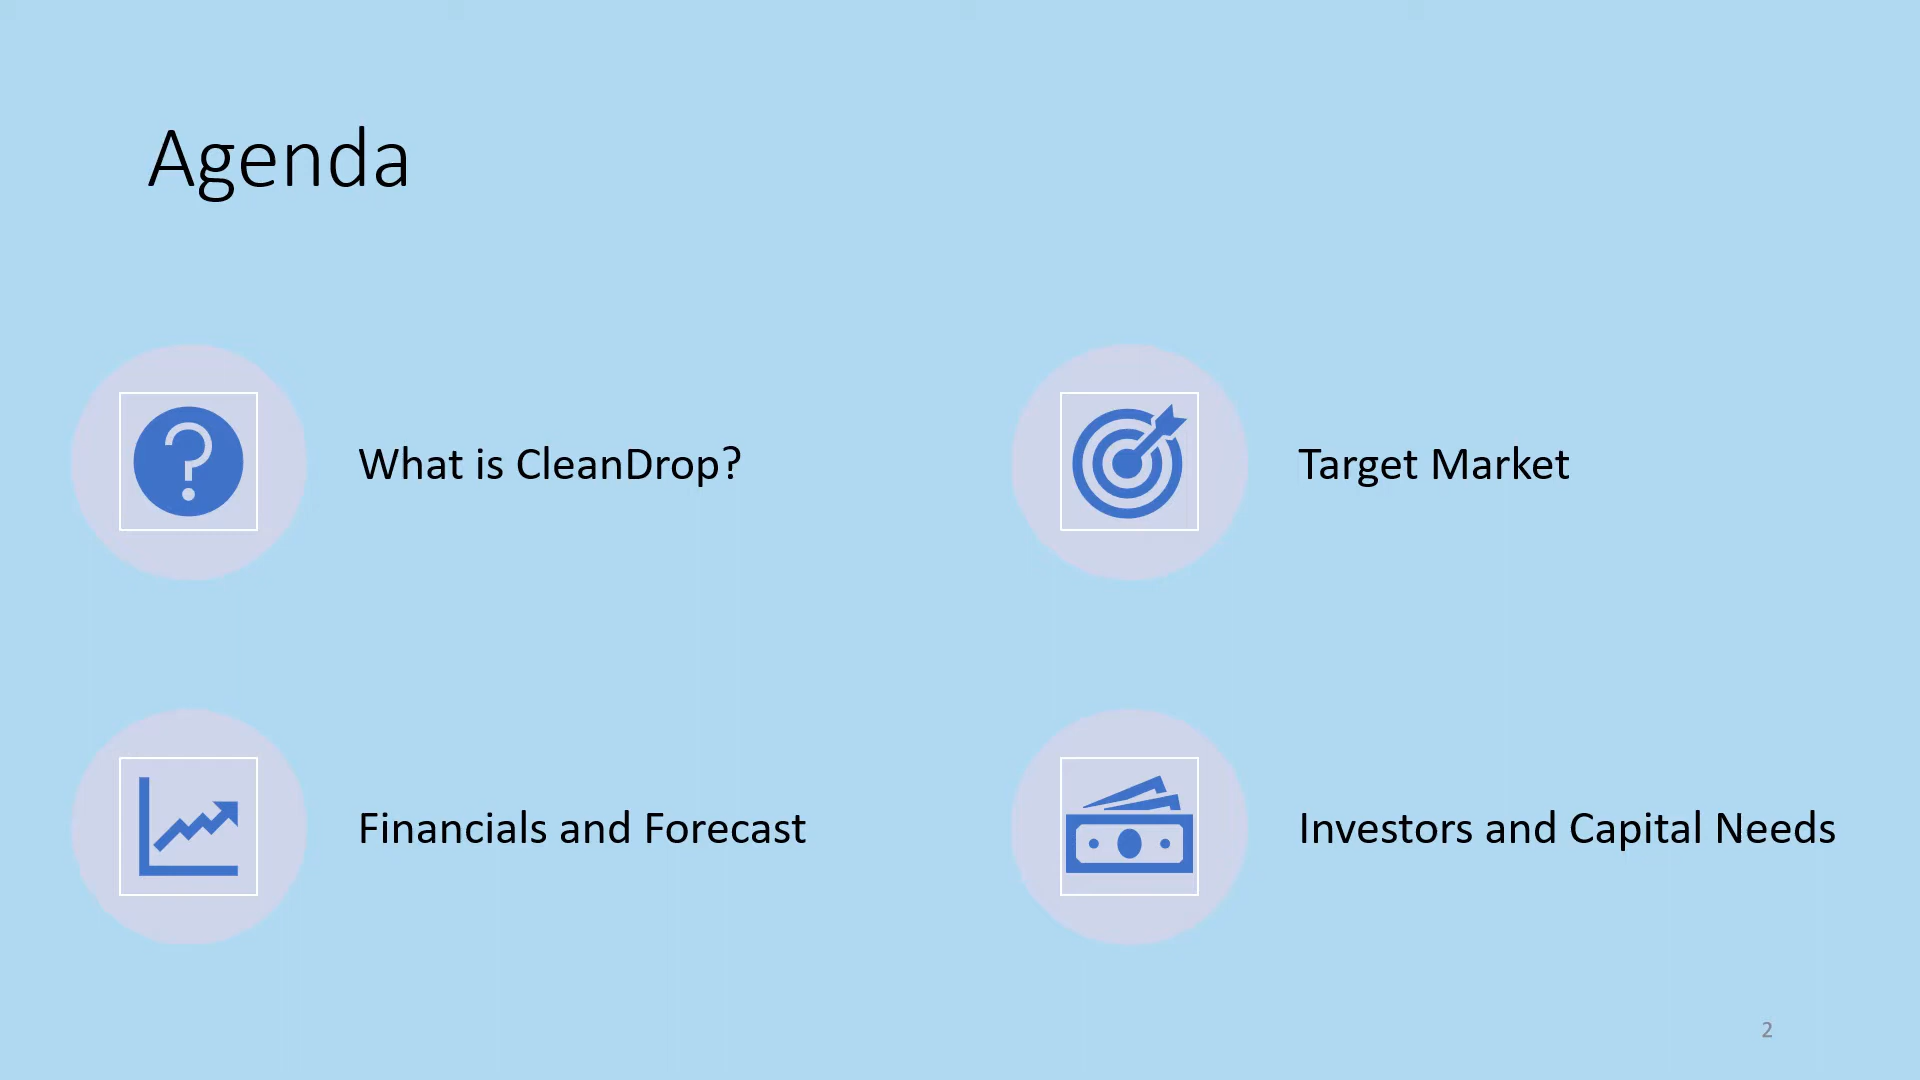 Agenda
What is CleanDrop?
Target Market
Financials and Forecast
Investors and Capital Needs
2